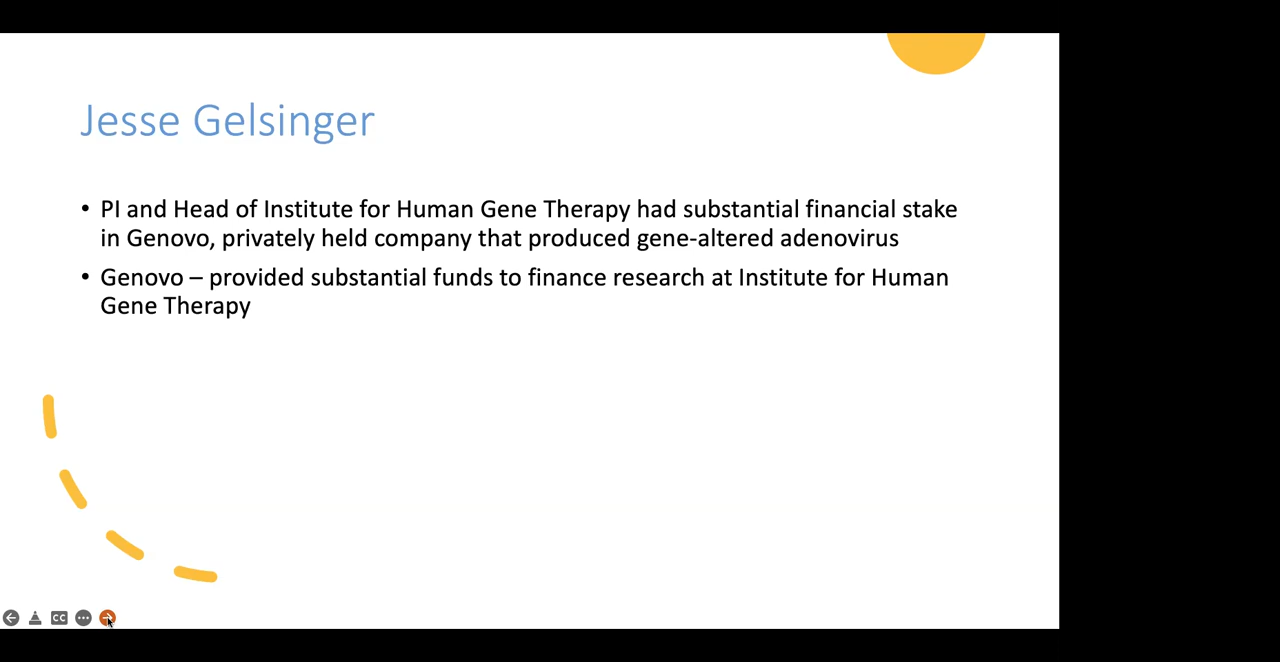 Jesse Gelsinger
• PI and Head of Institute for Human Gene Therapy had substantial financial stake
in Genovo, privately held company that produced gene-altered adenovirus
• Genovo – provided substantial funds to finance research at Institute for Human
Gene Therapy
CC